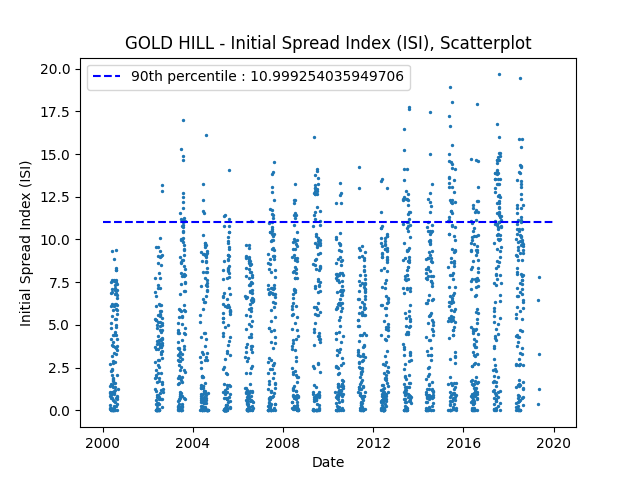 GOLD HILL - Initial Spread Index (ISI), Scatterplot
90th percentile : 10.999254035949706
Initial Spread Index (ISI)
20.0
17.5
15.0
12.5
10.0
7.5
5.0
2.5
0.0
2000 2004 2008 2012 2016 2020
Date